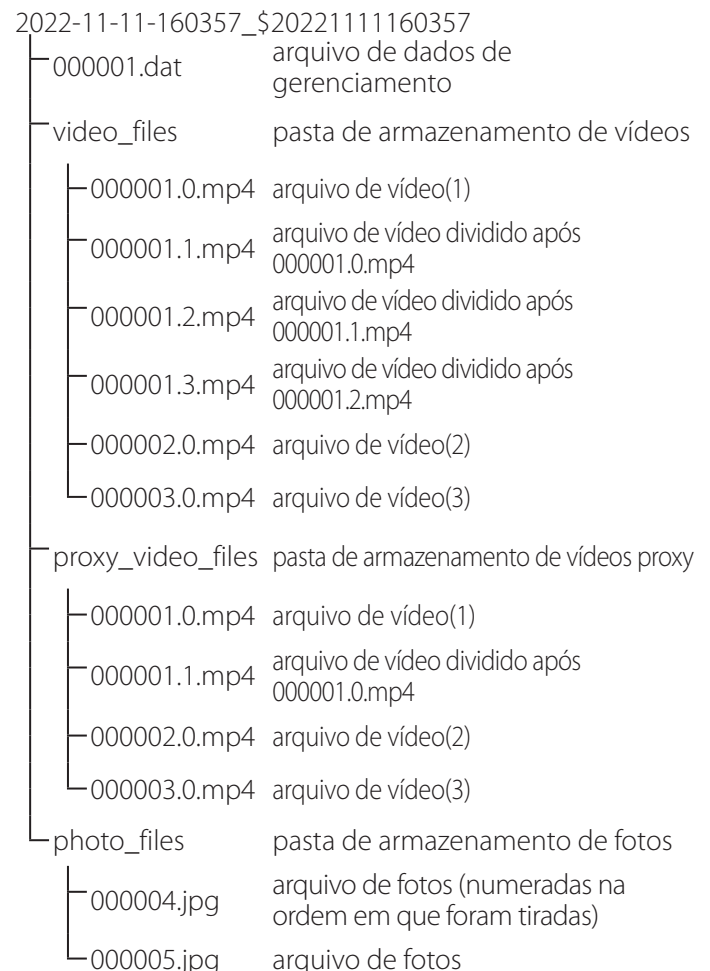 2022-11-11-160357_$20221111160357
000001.dat arquivo de dados de
gerenciamento
video_files pasta de armazenamento de vídeos
000001.0.mp4 arquivo de vídeo(1)
000001.1.mp4 arquivo de vídeo dividido após
000001.0.mp4
000001.2.mp4 arquivo de vídeo dividido após
000001.1.mp4
000001.3.mp4 arquivo de vídeo dividido após
000001.2.mp4
000002.0.mp4 arquivo de vídeo(2)
000003.0.mp4 arquivo de vídeo(3)
proxy_video_files pasta de armazenamento de vídeos proxy
000001.0.mp4 arquivo de vídeo(1)
000001.1.mp4 arquivo de vídeo dividido após
000001.0.mp4
000002.0.mp4 arquivo de vídeo(2)
000003.0.mp4 arquivo de vídeo(3)
photo_files pasta de armazenamento de fotos
000004.jpg arquivo de fotos (numeradas na
ordem em que foram tiradas)
000005.jpg arquivo de fotos